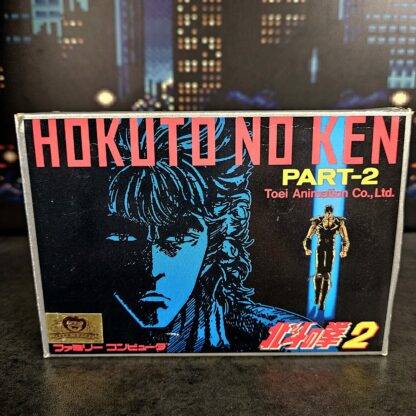 HOKUTO NO KEN
PART-2
Toei Animation Co., Ltd.
北斗の拳2
ファミリー コンピュータ